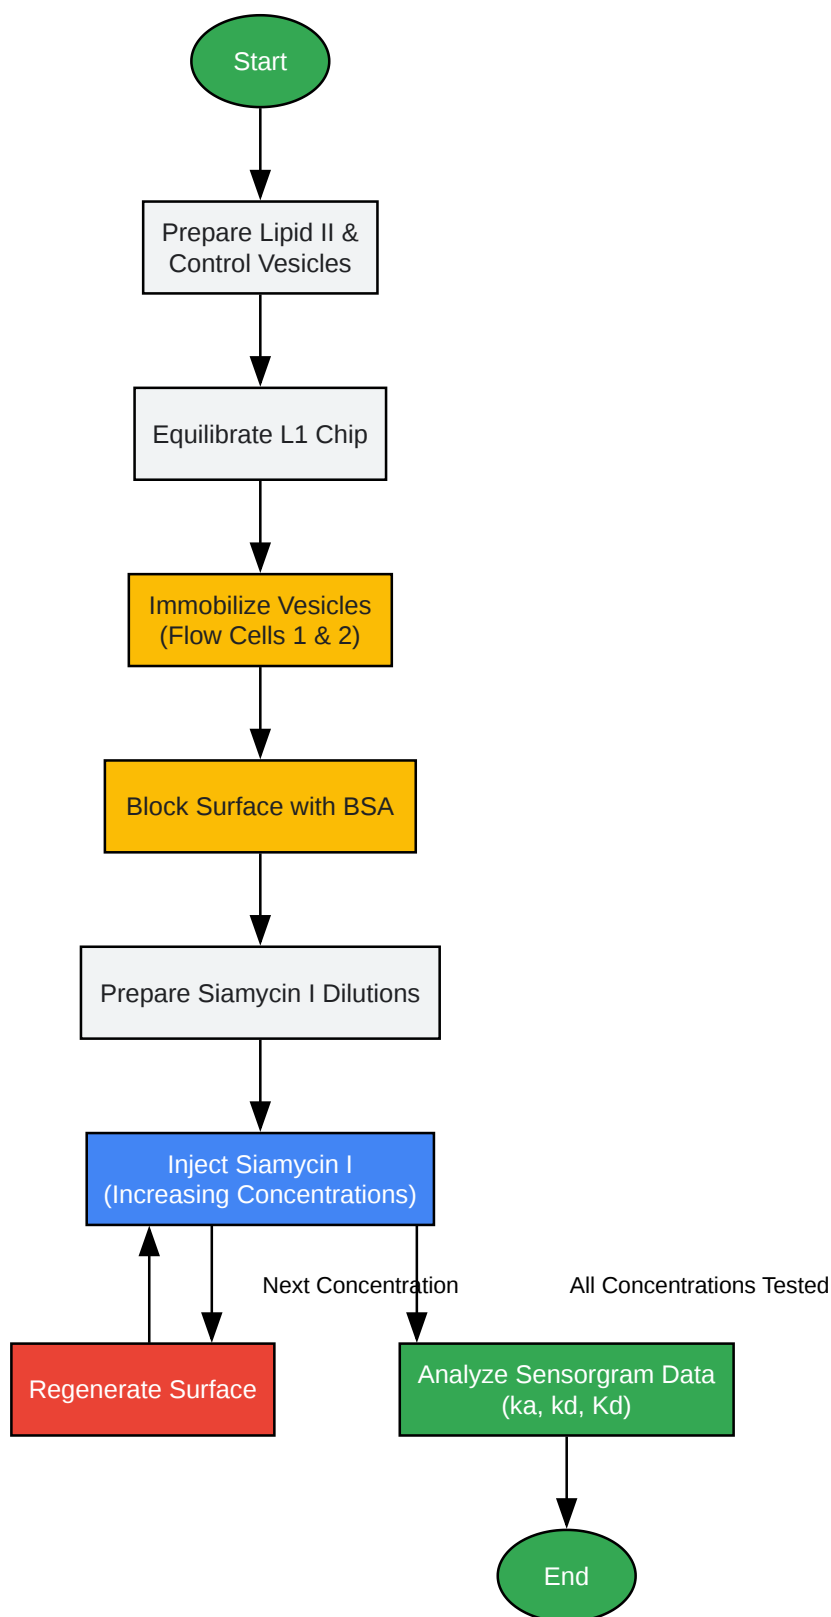 Start
Prepare Lipid II &
Control Vesicles
Equilibrate L1 Chip
Immobilize Vesicles
(Flow Cells 1 & 2)
Block Surface with BSA
Prepare Siamycin I Dilutions
Inject Siamycin I
(Increasing Concentrations)
Next Concentration
All Concentrations Tested
Regenerate Surface
Analyze Sensorgram Data
(ka, kd, Kd)
End